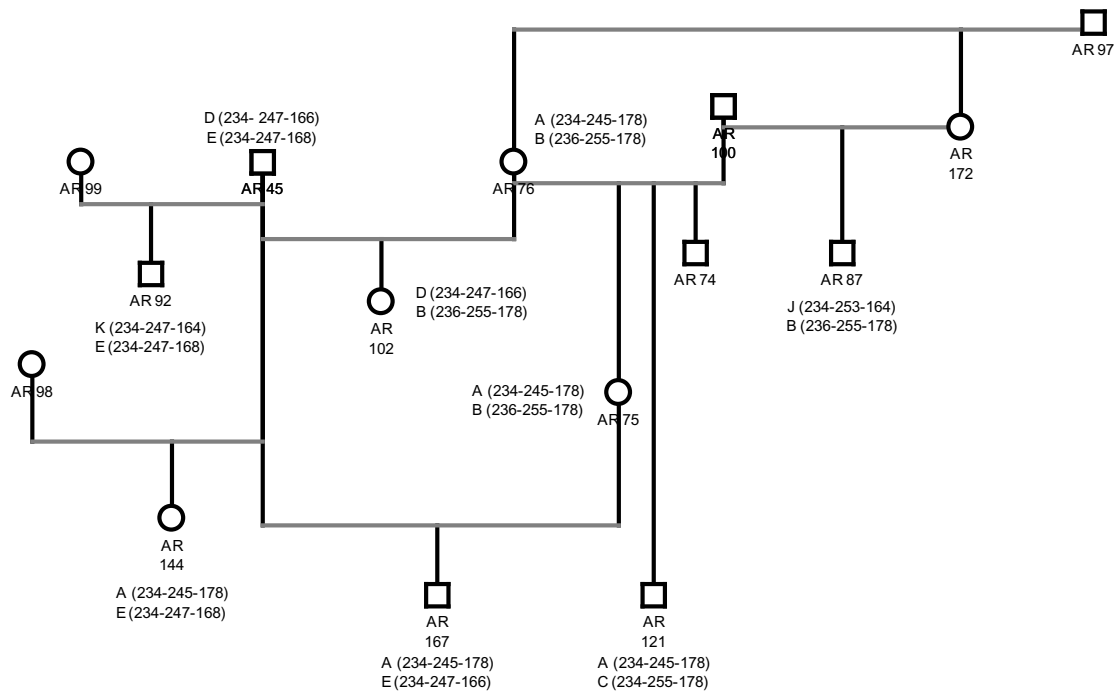 AR 97
D (234- 247-166)
E (234-247-168)
A (234-245-178)
B (236-255-178)
AR
100
AR
172
AR 99
AR 45
AR 76
AR 92
K (234-247-164)
E (234-247-168)
D (234-247-166)
B (236-255-178)
AR
102
AR 74
AR 87
J (234-253-164)
B (236-255-178)
AR 98
A (234-245-178)
B (236-255-178)
AR 75
AR
144
A (234-245-178)
E (234-247-168)
AR
167
A (234-245-178)
E (234-247-166)
AR
121
A (234-245-178)
C (234-255-178)